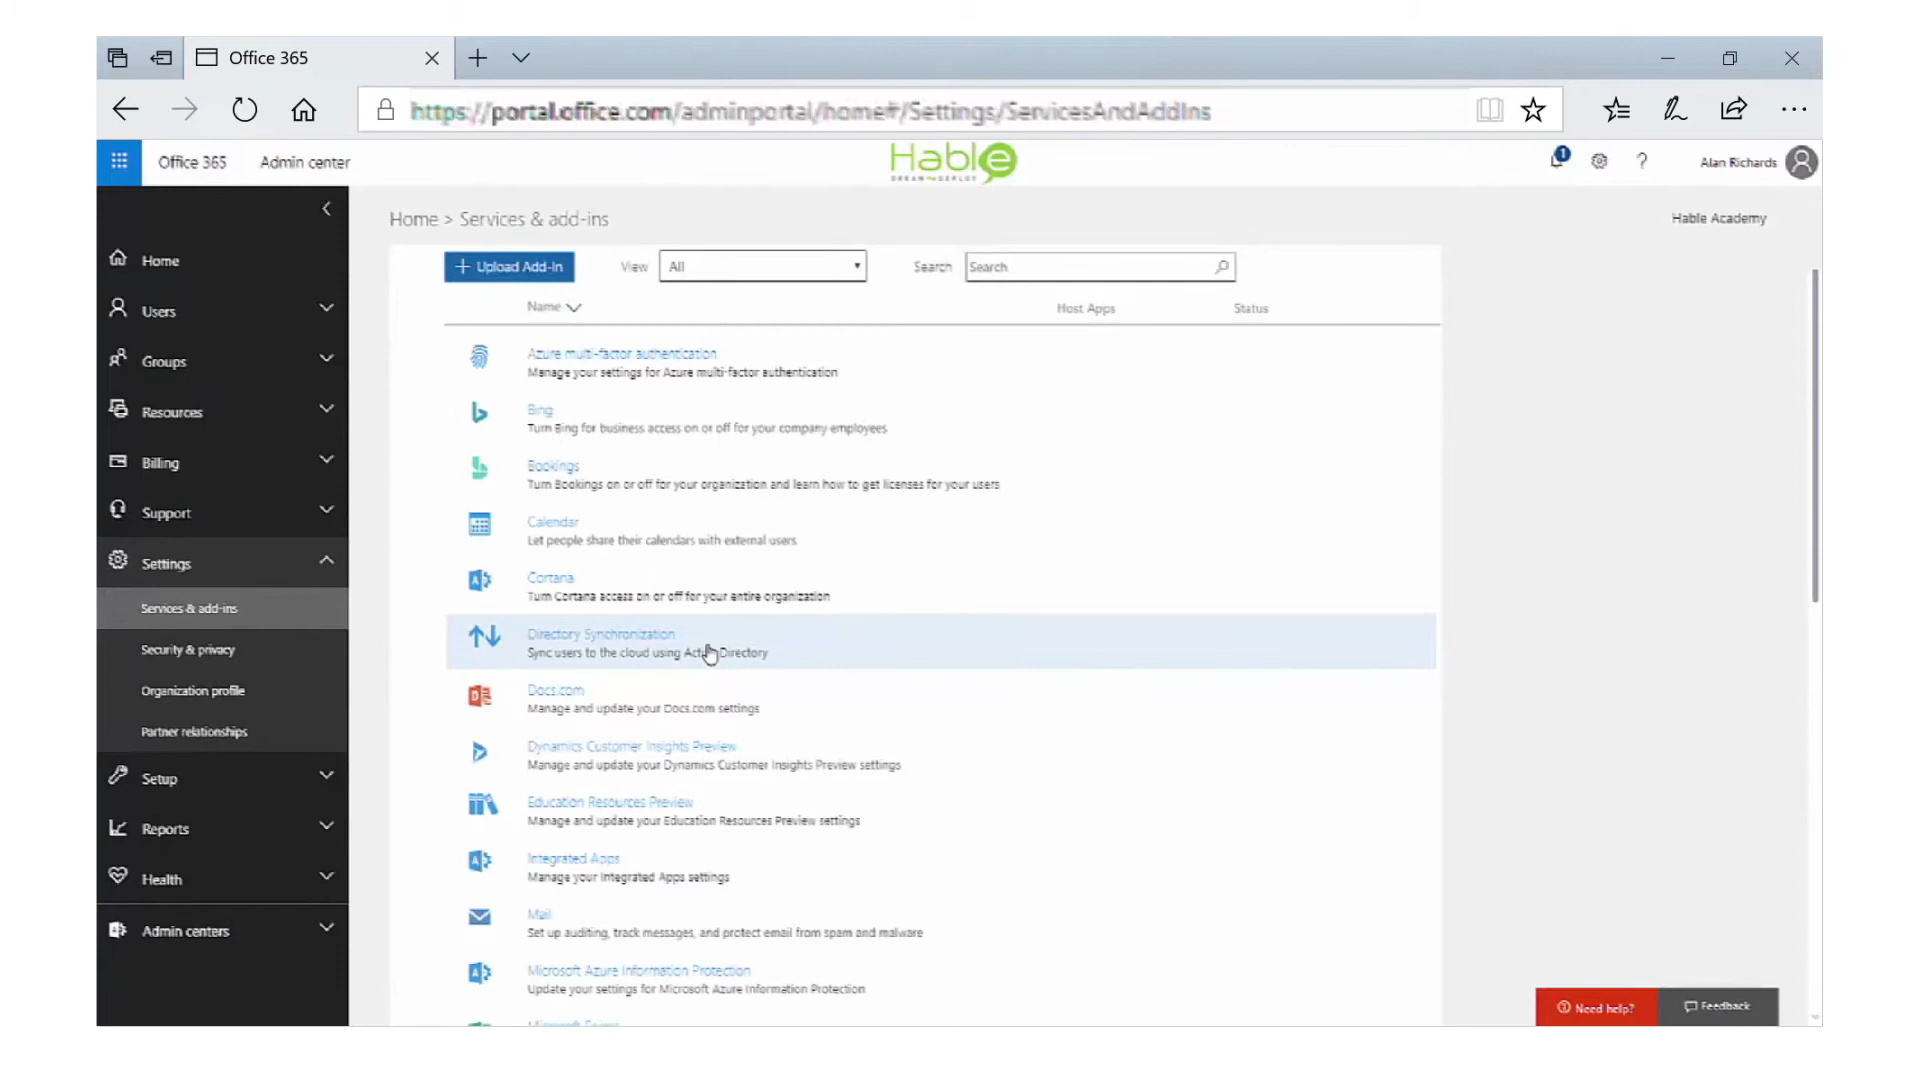 Office 365
https://portal.office.com/adminportal/home#/Settings/ServicesAndAddIns
Office 365 Admin center
Hable
DREAM DEPLOY
1
Alan Richards
Home > Services & add-ins
Hable Academy
Home
Users
Groups
Resources
Billing
Support
Settings
Services & add-ins
Security & privacy
Organization profile
Partner relationships
Setup
Reports
Health
Admin centers
+ Upload Add-In View All Search Search
Name Host Apps Status
Azure multi-factor authentication
Manage your settings for Azure multi-factor authentication
Bing
Turn Bing for business access on or off for your company employees
Bookings
Turn Bookings on or off for your organization and learn how to get licenses for your users
Calendar
Let people share their calendars with external users
Cortana
Turn Cortana access on or off for your entire organization
Directory Synchronization
Sync users to the cloud using Directory
Docs.com
Manage and update your Docs.com settings
Dynamics Customer Insights Preview
Manage and update your Dynamics Customer Insights Preview settings
Education Resources Preview
Manage and update your Education Resources Preview settings
Integrated Apps
Manage your Integrated Apps settings
Mail
Set up auditing, track messages, and protect email from spam and malware
Microsoft Azure Information Protection
Update your settings for Microsoft Azure Information Protection
Need help? Feedback